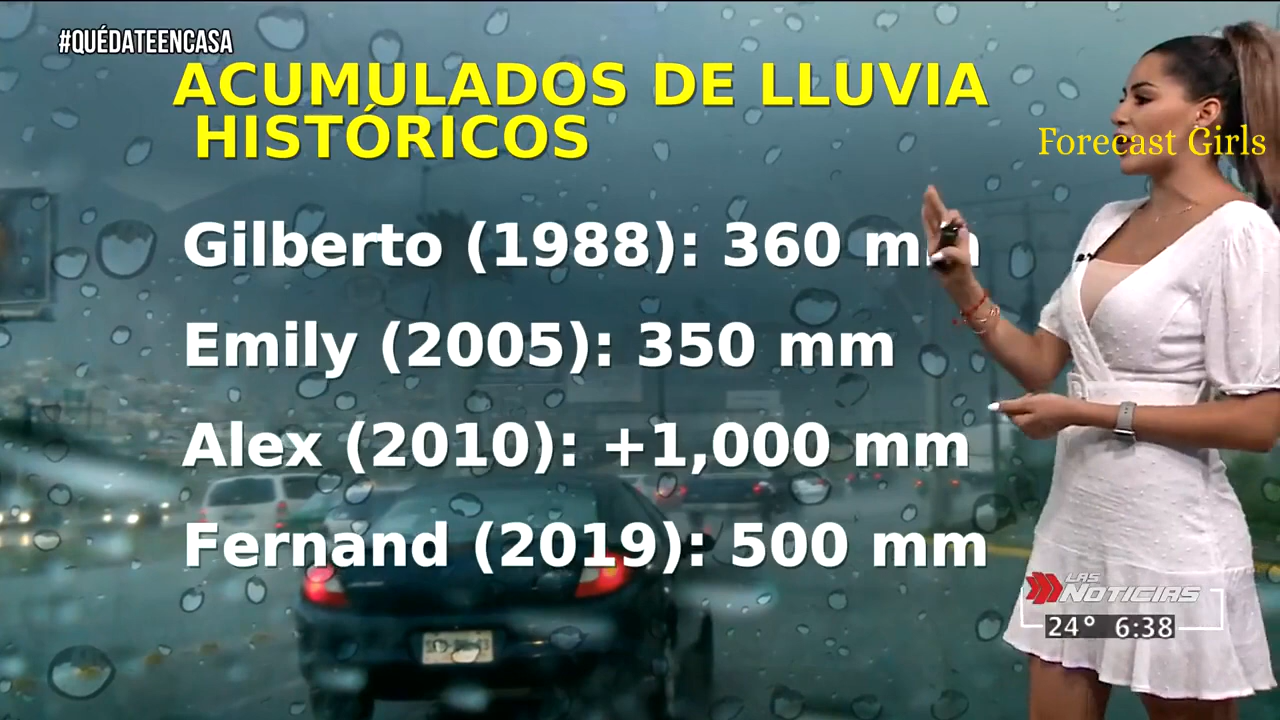 #QUÉDATEENCASA
ACUMULADOS DE LLUVIA
HISTÓRICOS
Forecast Girls
Gilberto (1988): 360 mm
Emily (2005): 350 mm
Alex (2010): +1,000 mm
Fernand (2019): 500 mm
LAS
NOTICIAS
24° 6:38